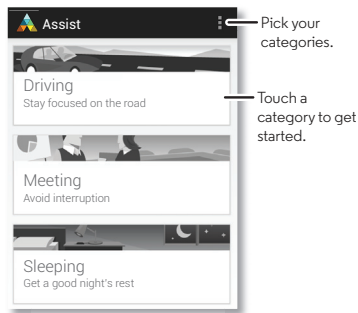 Assist
Pick your
categories.
Driving
Stay focused on the road
Touch a
category to get
started.
Meeting
Avoid interruption
Sleeping
Get a good night's rest